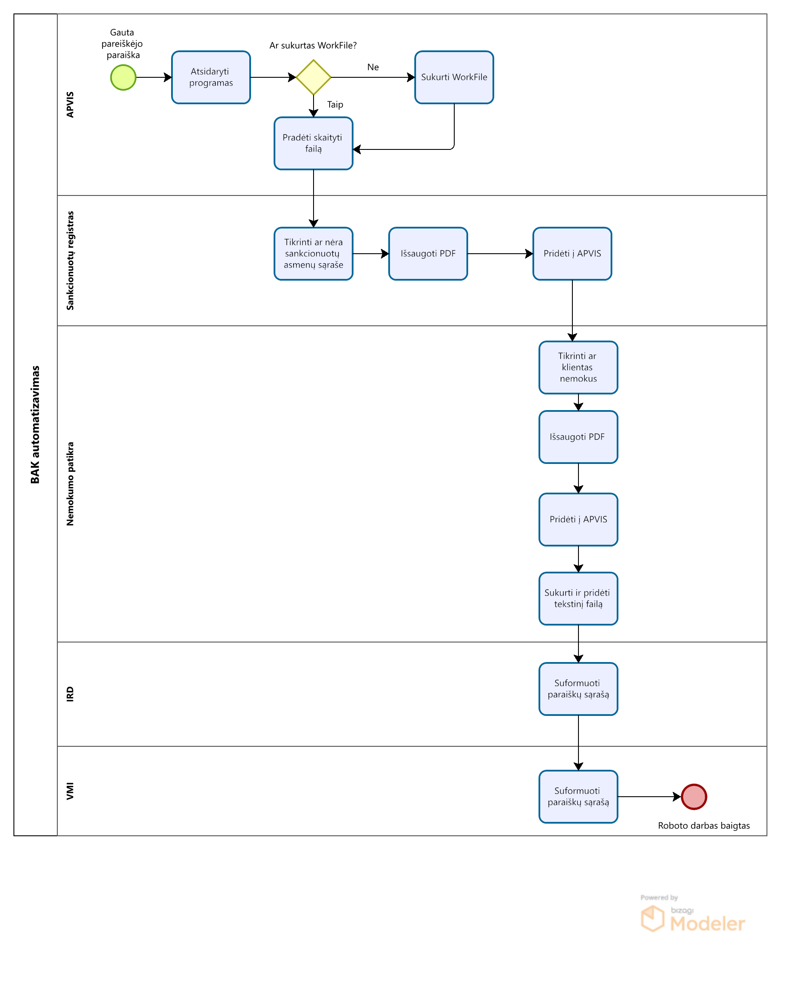 BAK automatizavimas
APVIS
Gauta
pareiškėjo
paraiška
Atsidaryti
programas
Ar sukurtas WorkFile?
Ne
Sukurti WorkFile
Taip
Pradėti skaityti
failą
Sankcionuotų registras
Tikrinti ar nėra
sankcionuotų
asmenų sąraše
Išsaugoti PDF
Pridėti į APVIS
Nemokumo patikra
Tikrinti ar
klientas
nemokus
Išsaugoti PDF
Pridėti į APVIS
Sukurti ir pridėti
tekstinį failą
IRD
Suformuoti
paraiškų sąrašą
VMI
Suformuoti
paraiškų sąrašą
Roboto darbas baigtas
Powered by
bizagi
Modeler